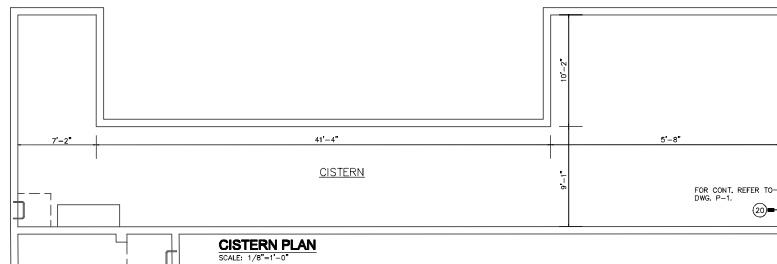 10'-2"
7'-2"
41'-4"
5'-8"
CISTERN
9'-1"
FOR CONT. REFER TO
DWG. P-1.
20
CISTERN PLAN
SCALE: 1/8"=1'-0"